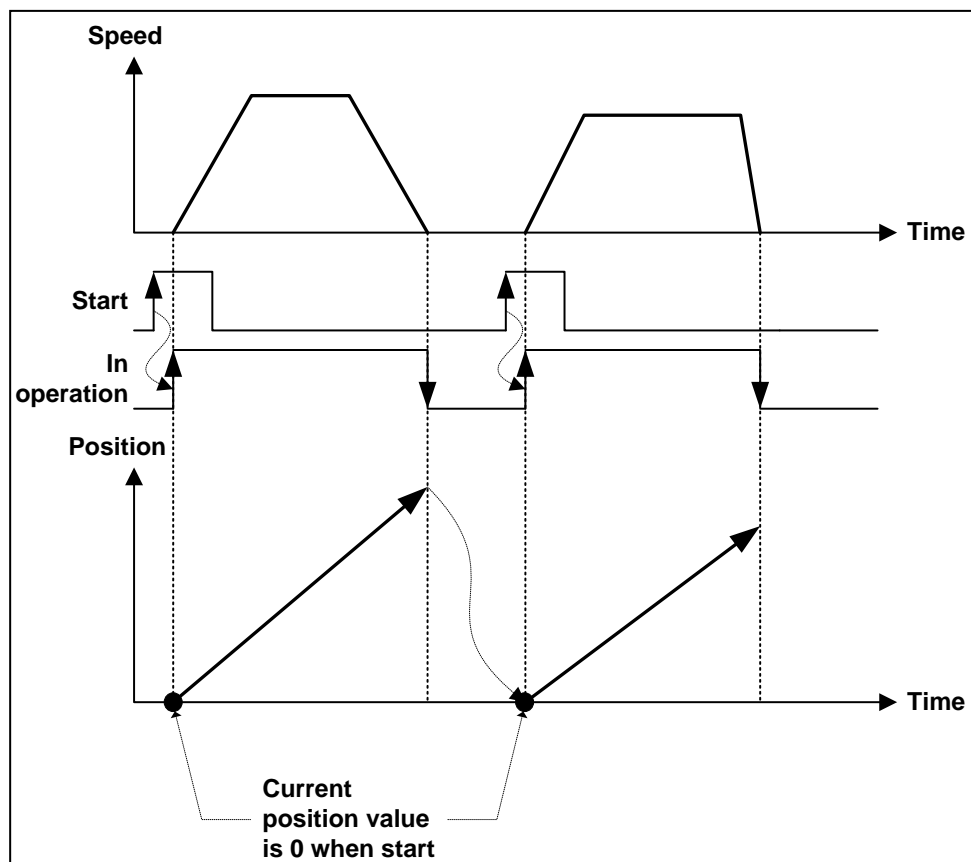 Speed
Time
Start
In
operation
Position
Time
Current
position value
is 0 when start